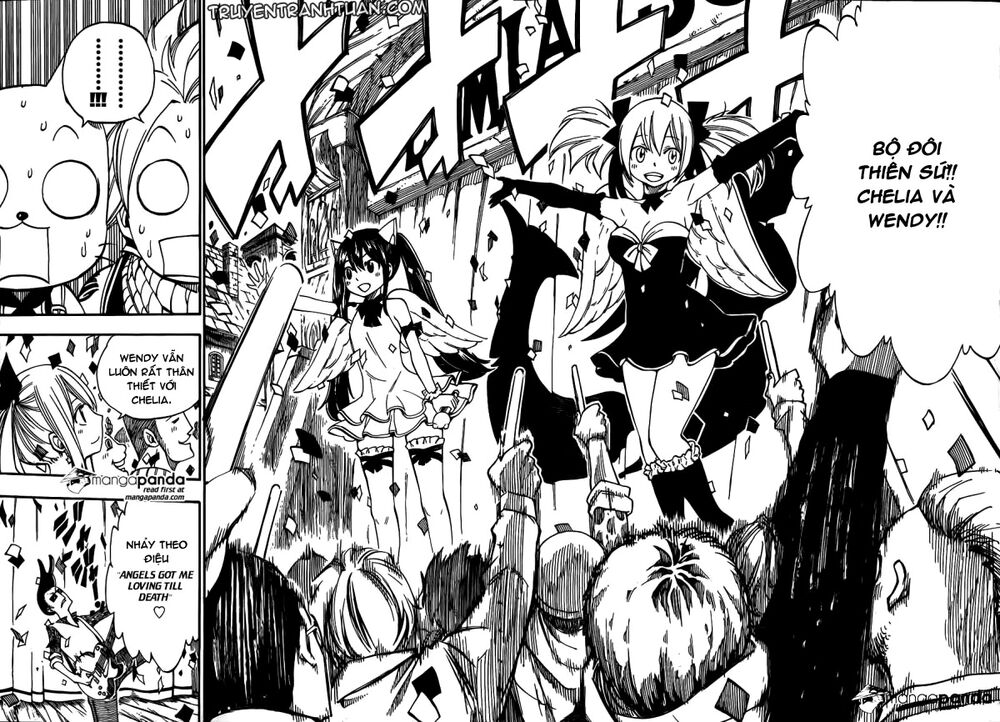 TRUYENTRANHTUAN.COM
BỘ ĐÔI
THIÊN SỨ!!
CHELIA VÀ
WENDY!!
!!!
WENDY VẪN
LUÔN RẤT THÂN
THIẾT VỚI
CHELIA.
mangapanda
read first at
mangapanda.com
NHẢY THEO
ĐIỆU
"ANGELS GOT ME
LOVING TILL
DEATH"
♡
mangapanda